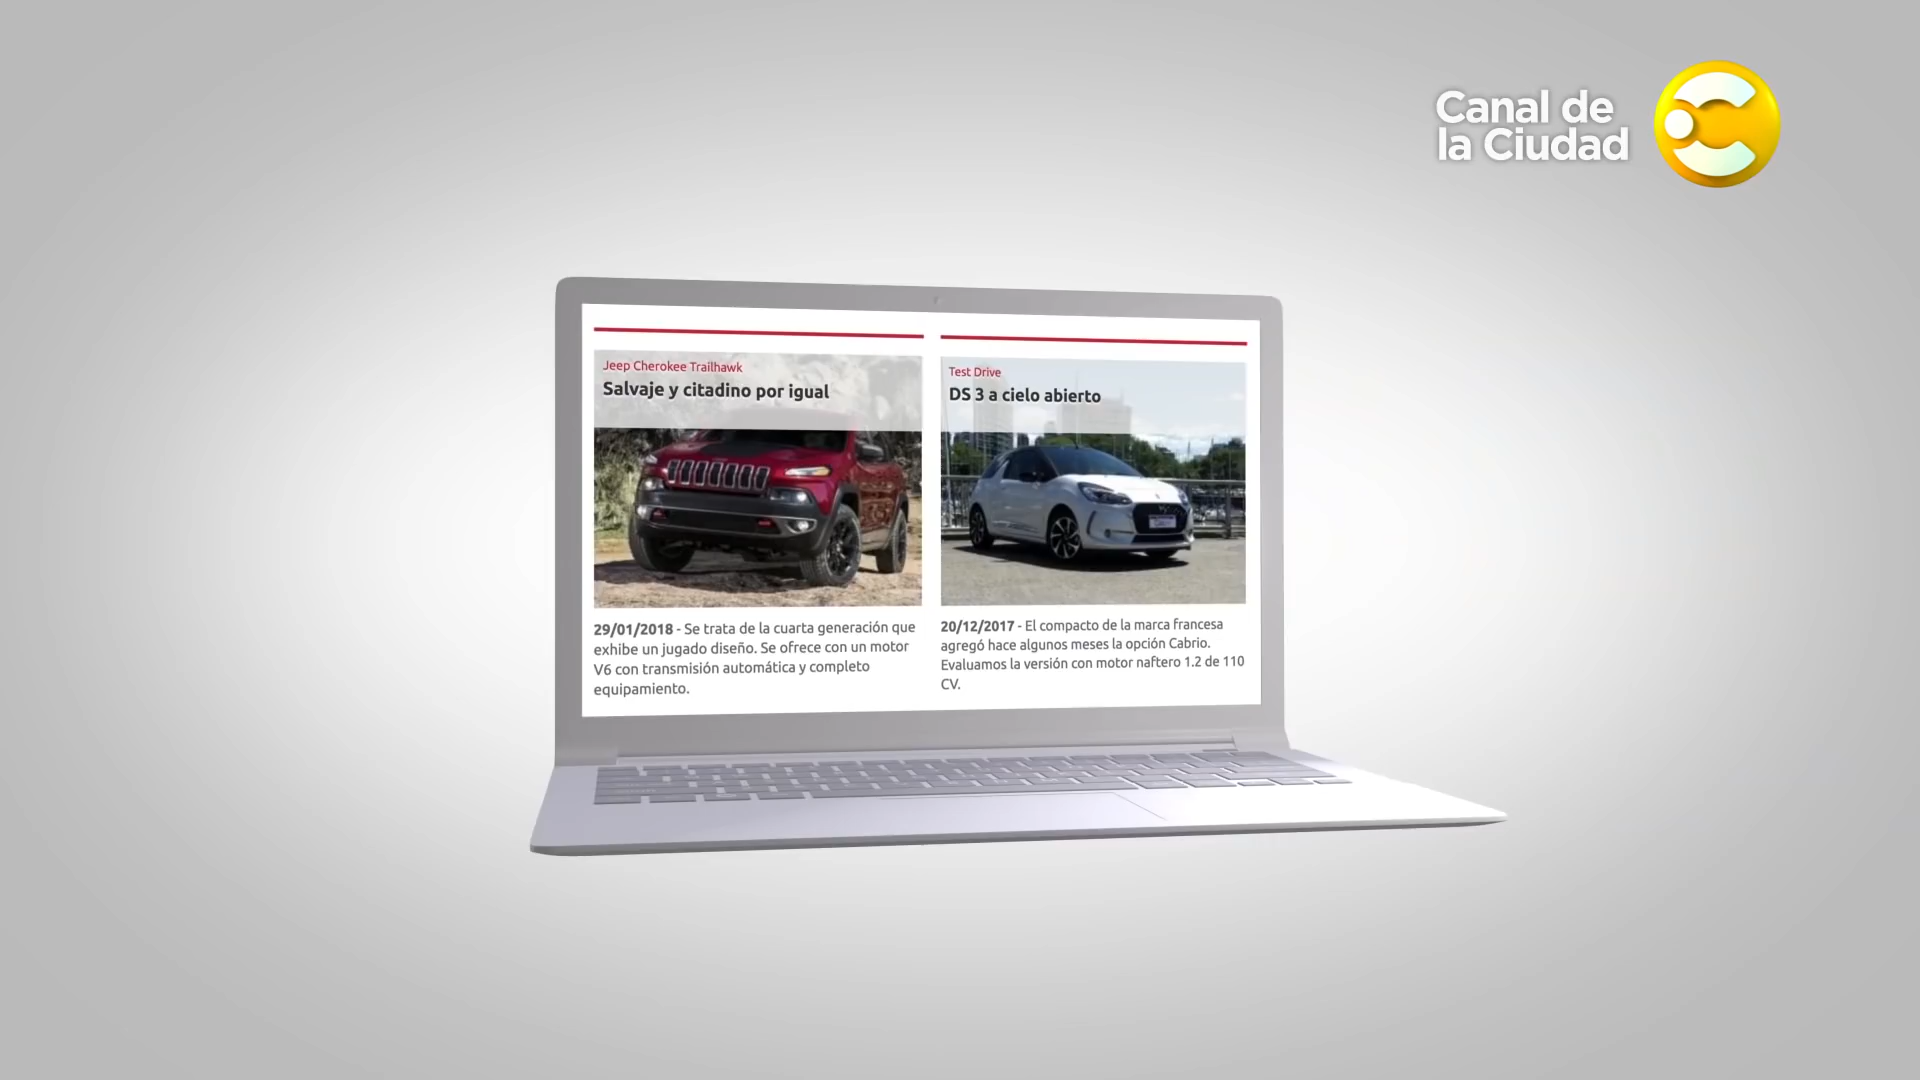 Canal de
la Ciudad
Jeep Cherokee Trailhawk
Salvaje y citadino por igual
29/01/2018 - Se trata de la cuarta generación que
exhibe un jugado diseño. Se ofrece con un motor
V6 con transmisión automática y completo
equipamiento.
Test Drive
DS 3 a cielo abierto
20/12/2017 - El compacto de la marca francesa
agregó hace algunos meses la opción Cabrio.
Evaluamos la versión con motor naftero 1.2 de 110
CV.